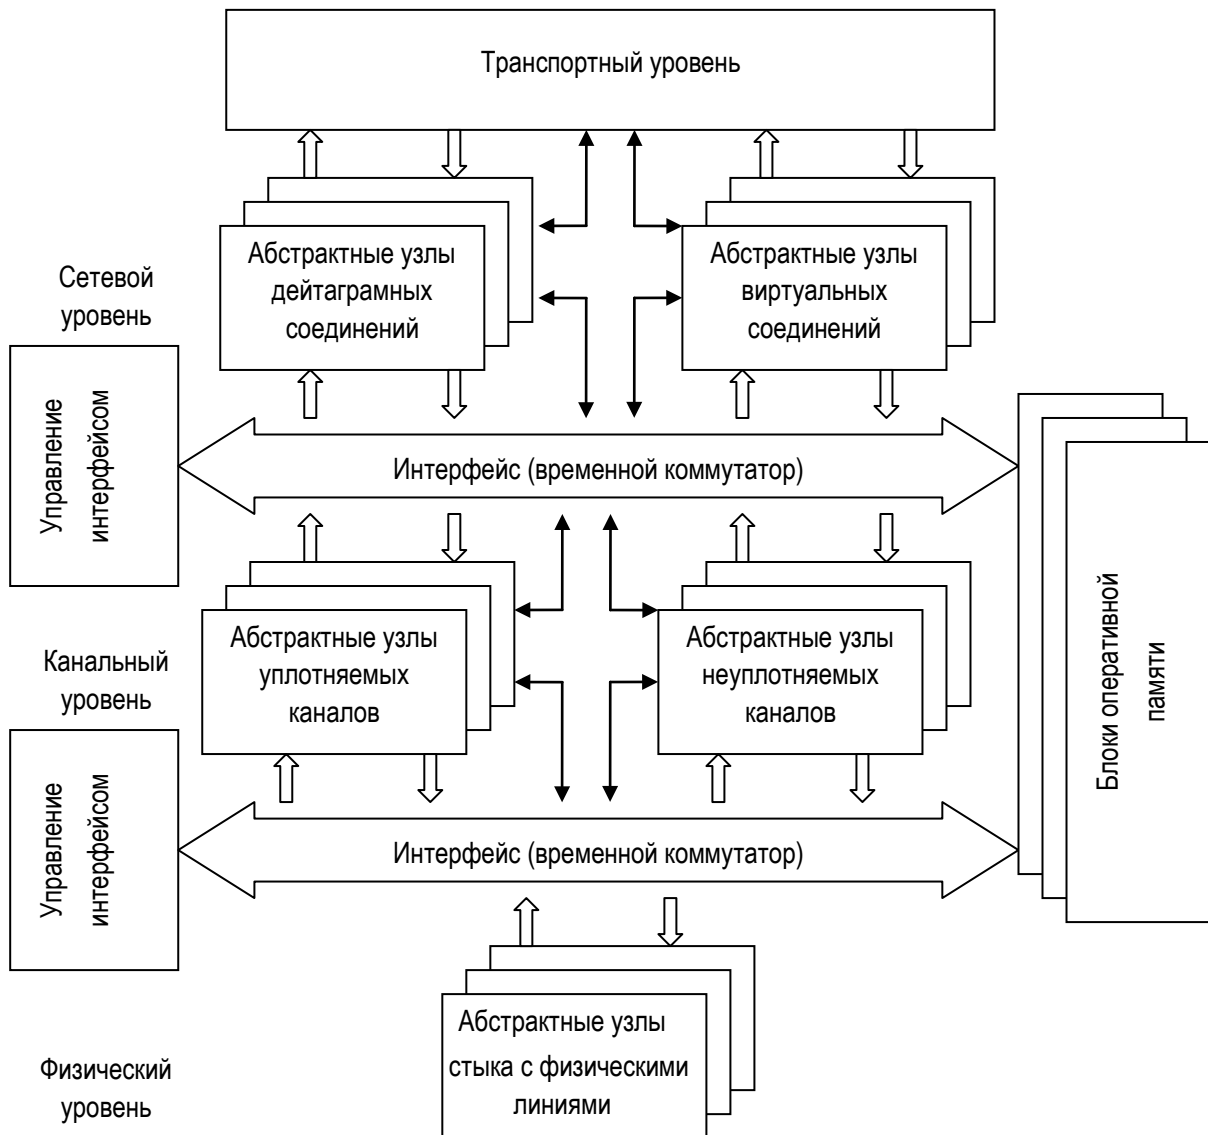 Транспортный уровень
Абстрактные узлы
дейтаграмных
соединений
Абстрактные узлы
виртуальных
соединений
Сетевой
уровень
Управление
интерфейсом
Интерфейс (временной коммутатор)
Абстрактные узлы
уплотняемых
каналов
Абстрактные узлы
неуплотняемых
каналов
Блоки оперативной
памяти
Канальный
уровень
Управление
интерфейсом
Интерфейс (временной коммутатор)
Абстрактные узлы
стыка с физическими
линиями
Физический
уровень